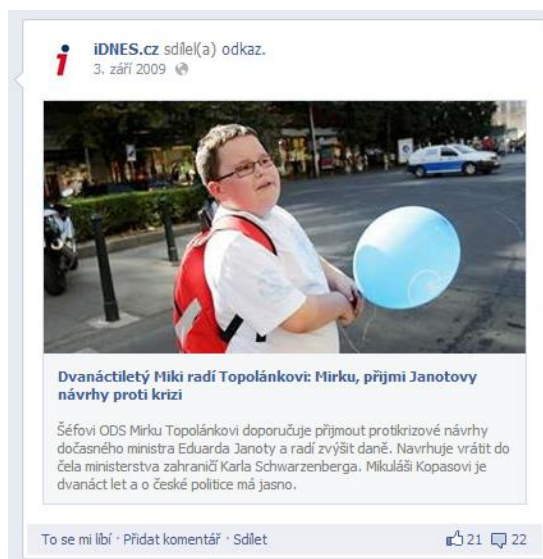 iDNES.cz sdílel(a) odkaz.
3. září 2009
Dvanáctiletý Miki radí Topolánkovi: Mirku, přijmi Janotovy
návrhy proti krizi
Šéfovi ODS Mirku Topolánkovi doporučuje přijmout protikrizové návrhy
dočasného ministra Eduarda Janoty a radí zvýšit daně. Navrhuje vrátit do
čela ministerstva zahraničí Karla Schwarzenberga. Mikuláši Kopasovi je
dvanáct let a o české politice má jasno.
To se mi líbí · Přidat komentář · Sdílet 21 22